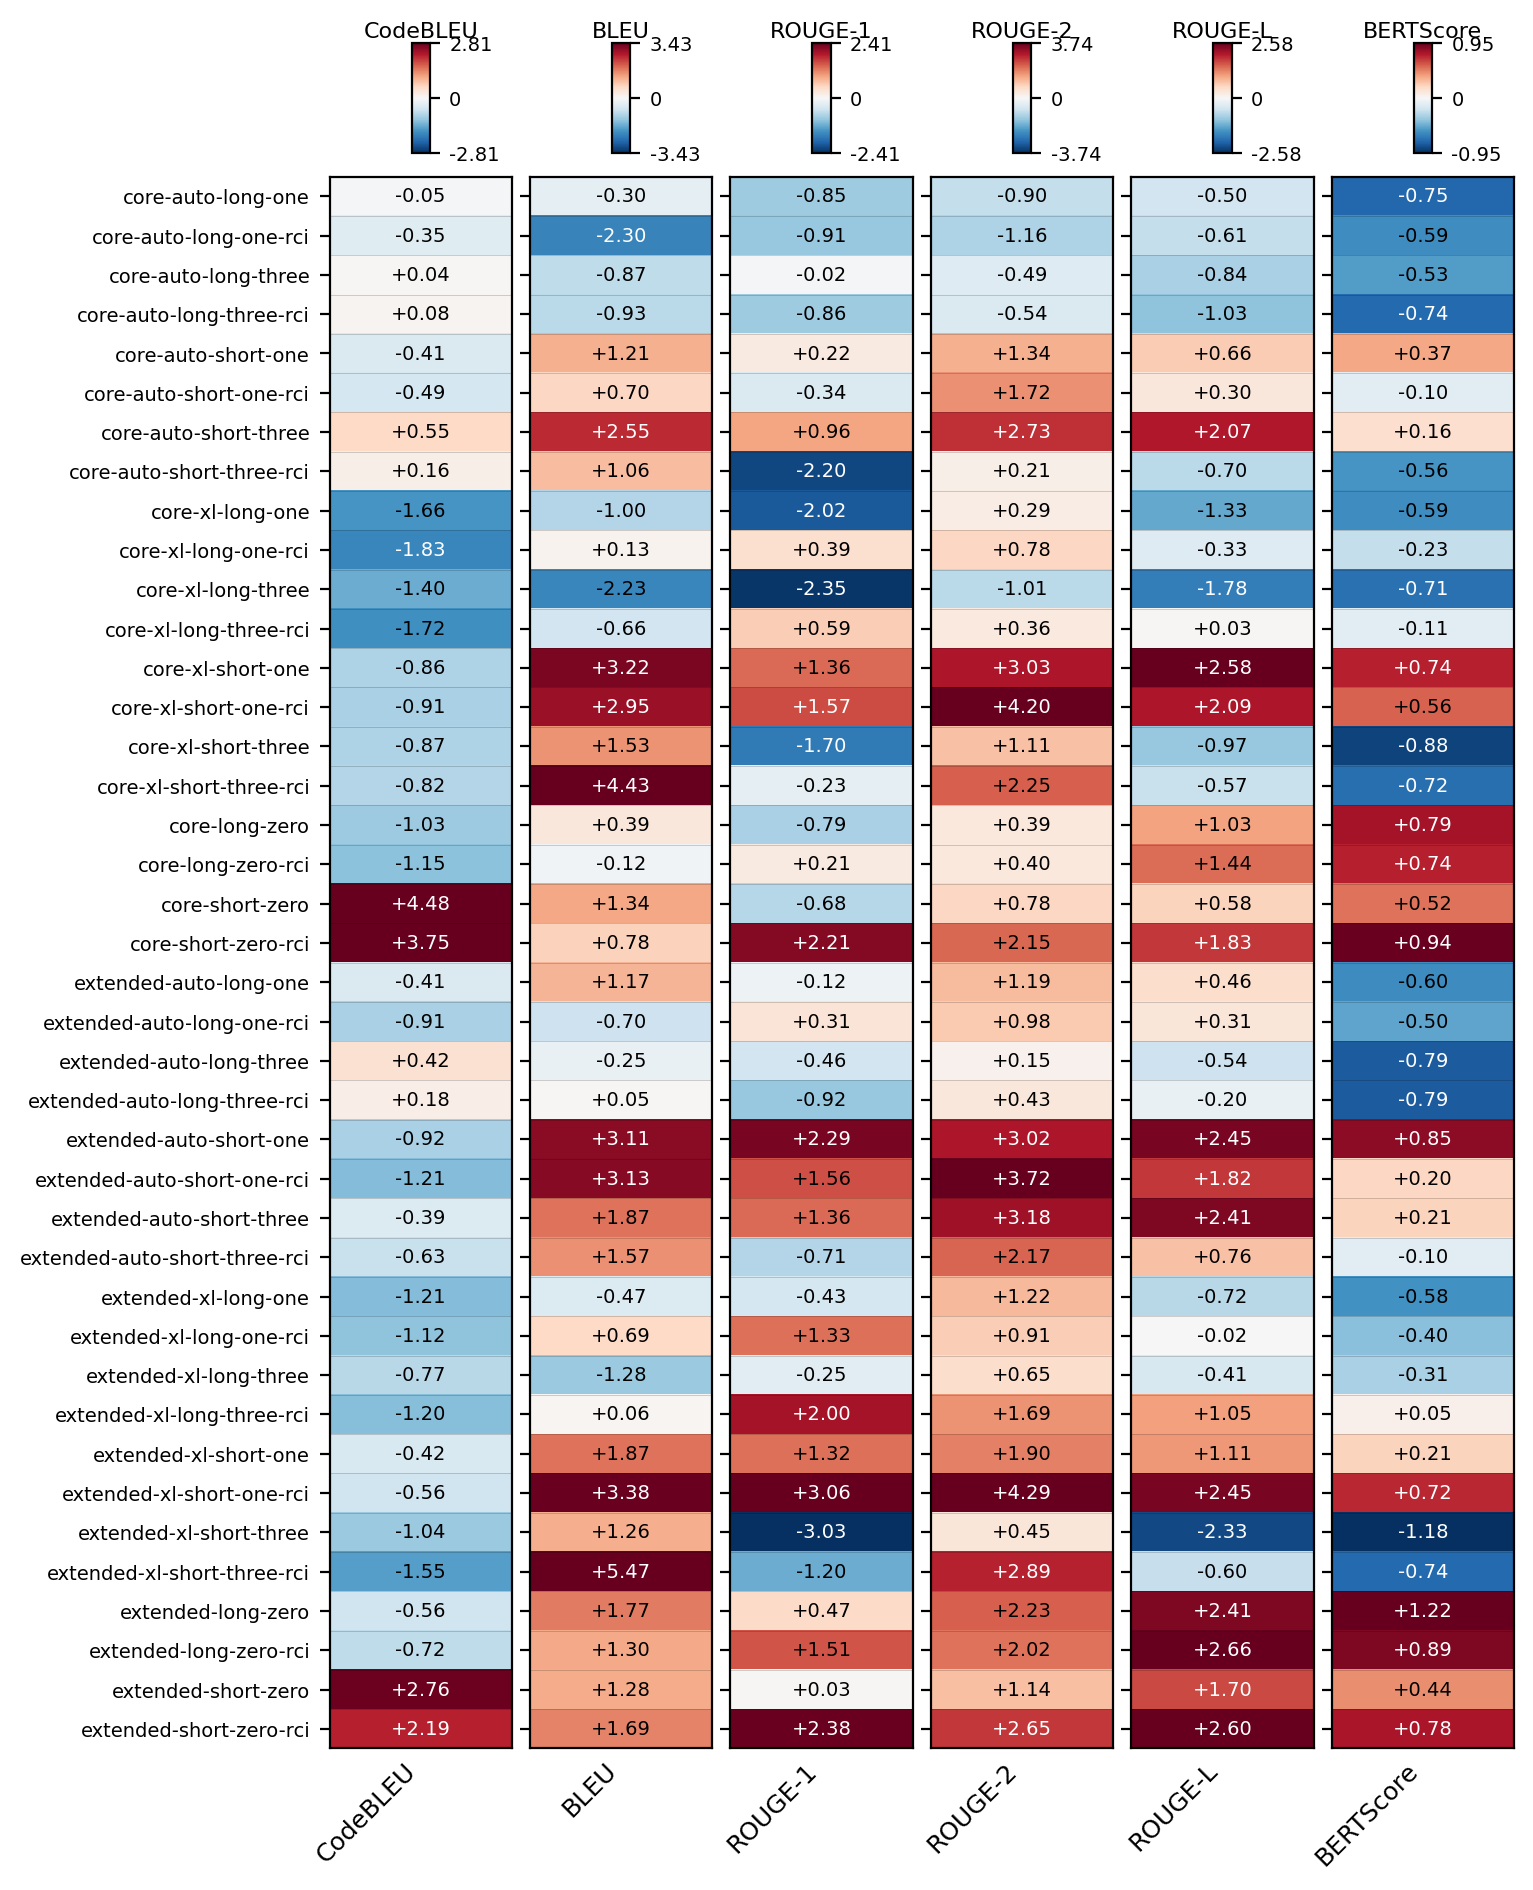 CodeBLEU BLEU ROUGE-1 ROUGE-2 ROUGE-L BERTScore
2.81 3.43 2.41 3.74 2.58 0.95
0 0 0 0 0 0
-2.81 -3.43 -2.41 -3.74 -2.58 -0.95
core-auto-long-one -0.05 -0.30 -0.85 -0.90 -0.50 -0.75
core-auto-long-one-rci -0.35 -2.30 -0.91 -1.16 -0.61 -0.59
core-auto-long-three +0.04 -0.87 -0.02 -0.49 -0.84 -0.53
core-auto-long-three-rci +0.08 -0.93 -0.86 -0.54 -1.03 -0.74
core-auto-short-one -0.41 +1.21 +0.22 +1.34 +0.66 +0.37
core-auto-short-one-rci -0.49 +0.70 -0.34 +1.72 +0.30 -0.10
core-auto-short-three +0.55 +2.55 +0.96 +2.73 +2.07 +0.16
core-auto-short-three-rci +0.16 +1.06 -2.20 +0.21 -0.70 -0.56
core-xl-long-one -1.66 -1.00 -2.02 +0.29 -1.33 -0.59
core-xl-long-one-rci -1.83 +0.13 +0.39 +0.78 -0.33 -0.23
core-xl-long-three -1.40 -2.23 -2.35 -1.01 -1.78 -0.71
core-xl-long-three-rci -1.72 -0.66 +0.59 +0.36 +0.03 -0.11
core-xl-short-one -0.86 +3.22 +1.36 +3.03 +2.58 +0.74
core-xl-short-one-rci -0.91 +2.95 +1.57 +4.20 +2.09 +0.56
core-xl-short-three -0.87 +1.53 -1.70 +1.11 -0.97 -0.88
core-xl-short-three-rci -0.82 +4.43 -0.23 +2.25 -0.57 -0.72
core-long-zero -1.03 +0.39 -0.79 +0.39 +1.03 +0.79
core-long-zero-rci -1.15 -0.12 +0.21 +0.40 +1.44 +0.74
core-short-zero +4.48 +1.34 -0.68 +0.78 +0.58 +0.52
core-short-zero-rci +3.75 +0.78 +2.21 +2.15 +1.83 +0.94
extended-auto-long-one -0.41 +1.17 -0.12 +1.19 +0.46 -0.60
extended-auto-long-one-rci -0.91 -0.70 +0.31 +0.98 +0.31 -0.50
extended-auto-long-three +0.42 -0.25 -0.46 +0.15 -0.54 -0.79
extended-auto-long-three-rci +0.18 +0.05 -0.92 +0.43 -0.20 -0.79
extended-auto-short-one -0.92 +3.11 +2.29 +3.02 +2.45 +0.85
extended-auto-short-one-rci -1.21 +3.13 +1.56 +3.72 +1.82 +0.20
extended-auto-short-three -0.39 +1.87 +1.36 +3.18 +2.41 +0.21
extended-auto-short-three-rci -0.63 +1.57 -0.71 +2.17 +0.76 -0.10
extended-xl-long-one -1.21 -0.47 -0.43 +1.22 -0.72 -0.58
extended-xl-long-one-rci -1.12 +0.69 +1.33 +0.91 -0.02 -0.40
extended-xl-long-three -0.77 -1.28 -0.25 +0.65 -0.41 -0.31
extended-xl-long-three-rci -1.20 +0.06 +2.00 +1.69 +1.05 +0.05
extended-xl-short-one -0.42 +1.87 +1.32 +1.90 +1.11 +0.21
extended-xl-short-one-rci -0.56 +3.38 +3.06 +4.29 +2.45 +0.72
extended-xl-short-three -1.04 +1.26 -3.03 +0.45 -2.33 -1.18
extended-xl-short-three-rci -1.55 +5.47 -1.20 +2.89 -0.60 -0.74
extended-long-zero -0.56 +1.77 +0.47 +2.23 +2.41 +1.22
extended-long-zero-rci -0.72 +1.30 +1.51 +2.02 +2.66 +0.89
extended-short-zero +2.76 +1.28 +0.03 +1.14 +1.70 +0.44
extended-short-zero-rci +2.19 +1.69 +2.38 +2.65 +2.60 +0.78
CodeBLEU BLEU ROUGE-1 ROUGE-2 ROUGE-L BERTScore